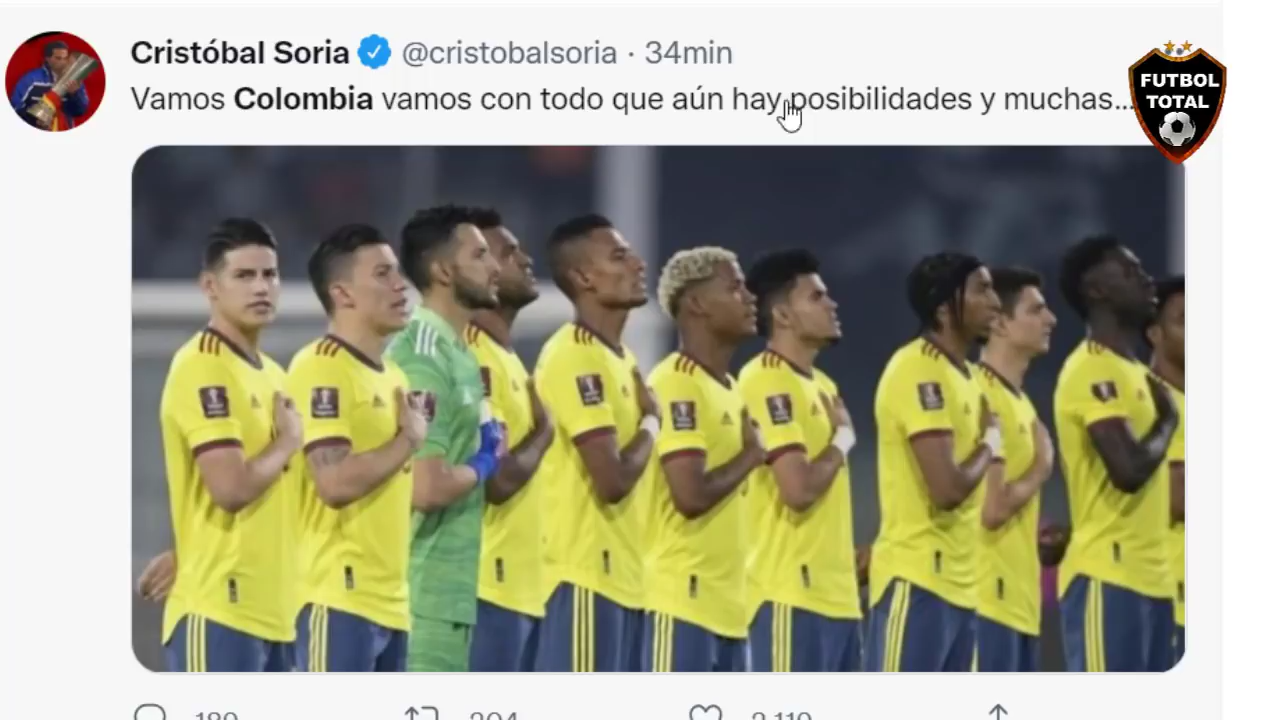 Cristóbal Soria @cristobalsoria · 34min
Vamos Colombia vamos con todo que aún hay posibilidades y muchas...
FUTBOL
TOTAL